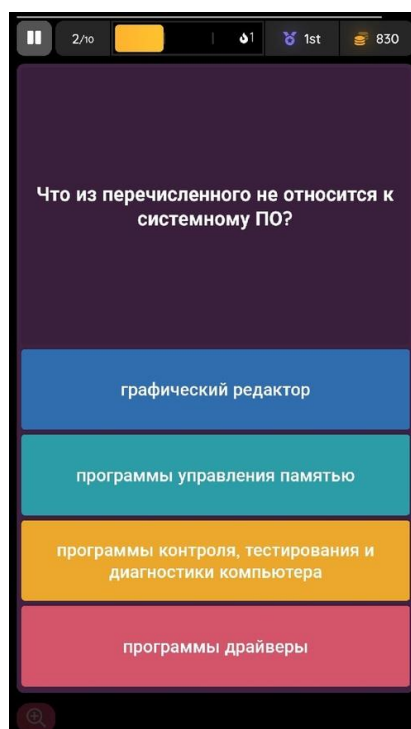 2/10
1
1st
830
Что из перечисленного не относится к
системному ПО?
графический редактор
программы управления памятью
программы контроля, тестирования и
диагностики компьютера
программы драйверы